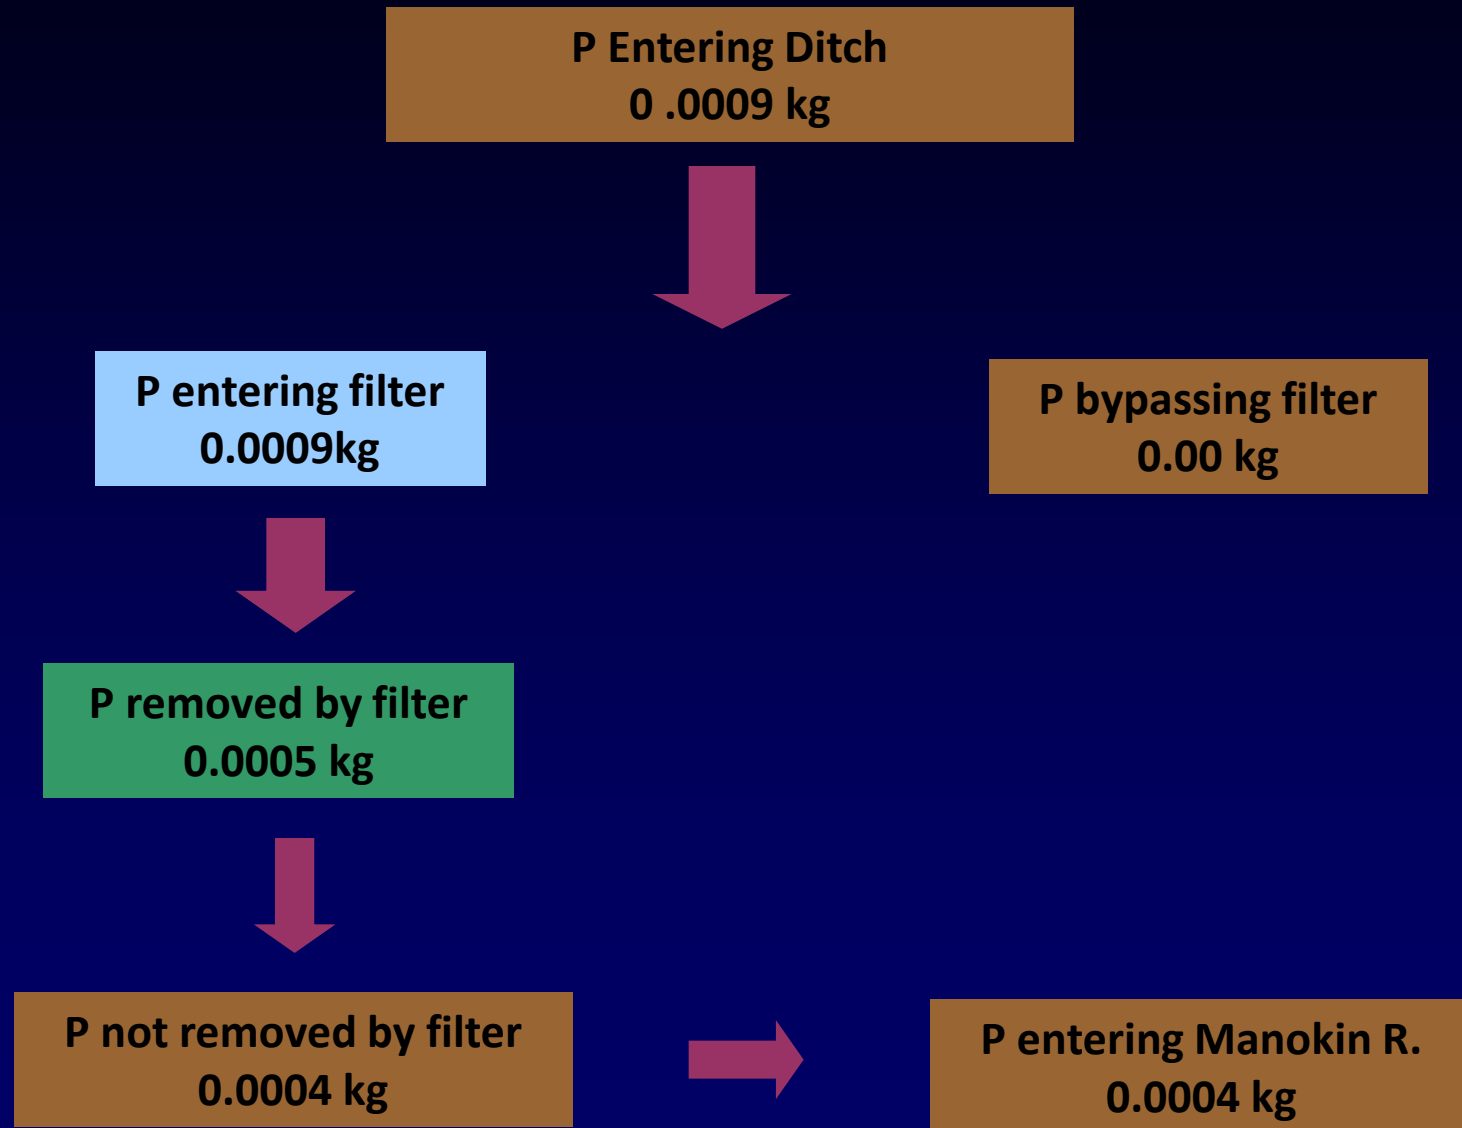 P Entering Ditch
0 .0009 kg
P entering filter
0.0009kg
P bypassing filter
0.00 kg
P removed by filter
0.0005 kg
P not removed by filter
0.0004 kg
P entering Manokin R.
0.0004 kg